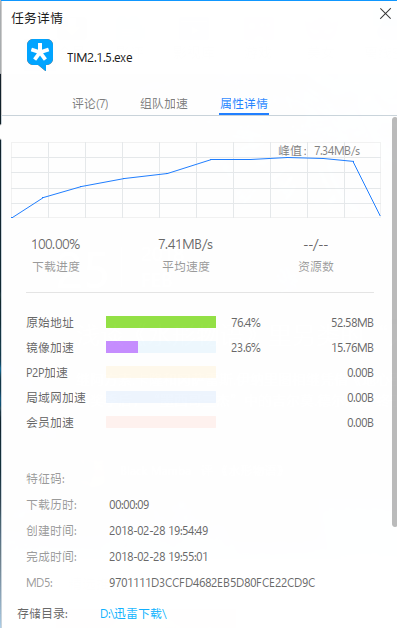 任务详情
TIM2.1.5.exe
评论(7) 组队加速 属性详情
峰值：7.34MB/s
100.00% 7.41MB/s --/--
下载进度 平均速度 资源数
原始地址 76.4% 52.58MB
镜像加速 23.6% 15.76MB
P2P加速 0.00B
局域网加速 0.00B
会员加速 0.00B
特征码:
下载历时: 00:00:09
创建时间: 2018-02-28 19:54:49
完成时间: 2018-02-28 19:55:01
MD5: 9701111D3CCFD4682EB5D80FCE22CD9C
存储目录: D:\迅雷下载\